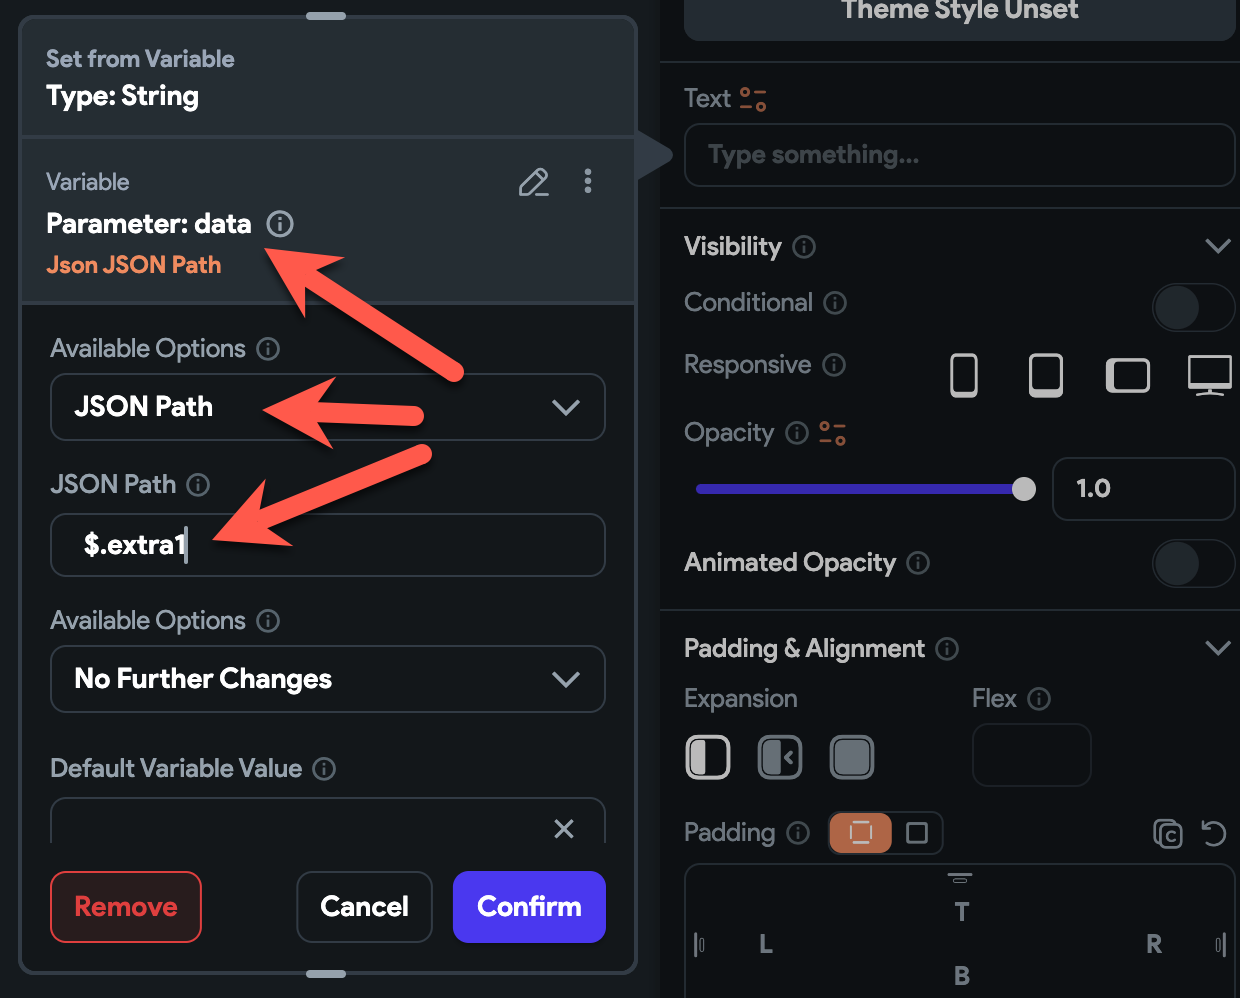 Set from Variable
Type: String
Variable
Parameter: data
Json JSON Path
Available Options
JSON Path
JSON Path
$.extra1
Available Options
No Further Changes
Default Variable Value
Remove
Cancel
Confirm
Theme Style Unset
Text
Type something...
Visibility
Conditional
Responsive
Opacity
1.0
Animated Opacity
Padding & Alignment
Expansion
Flex
Padding
T
L
R
B